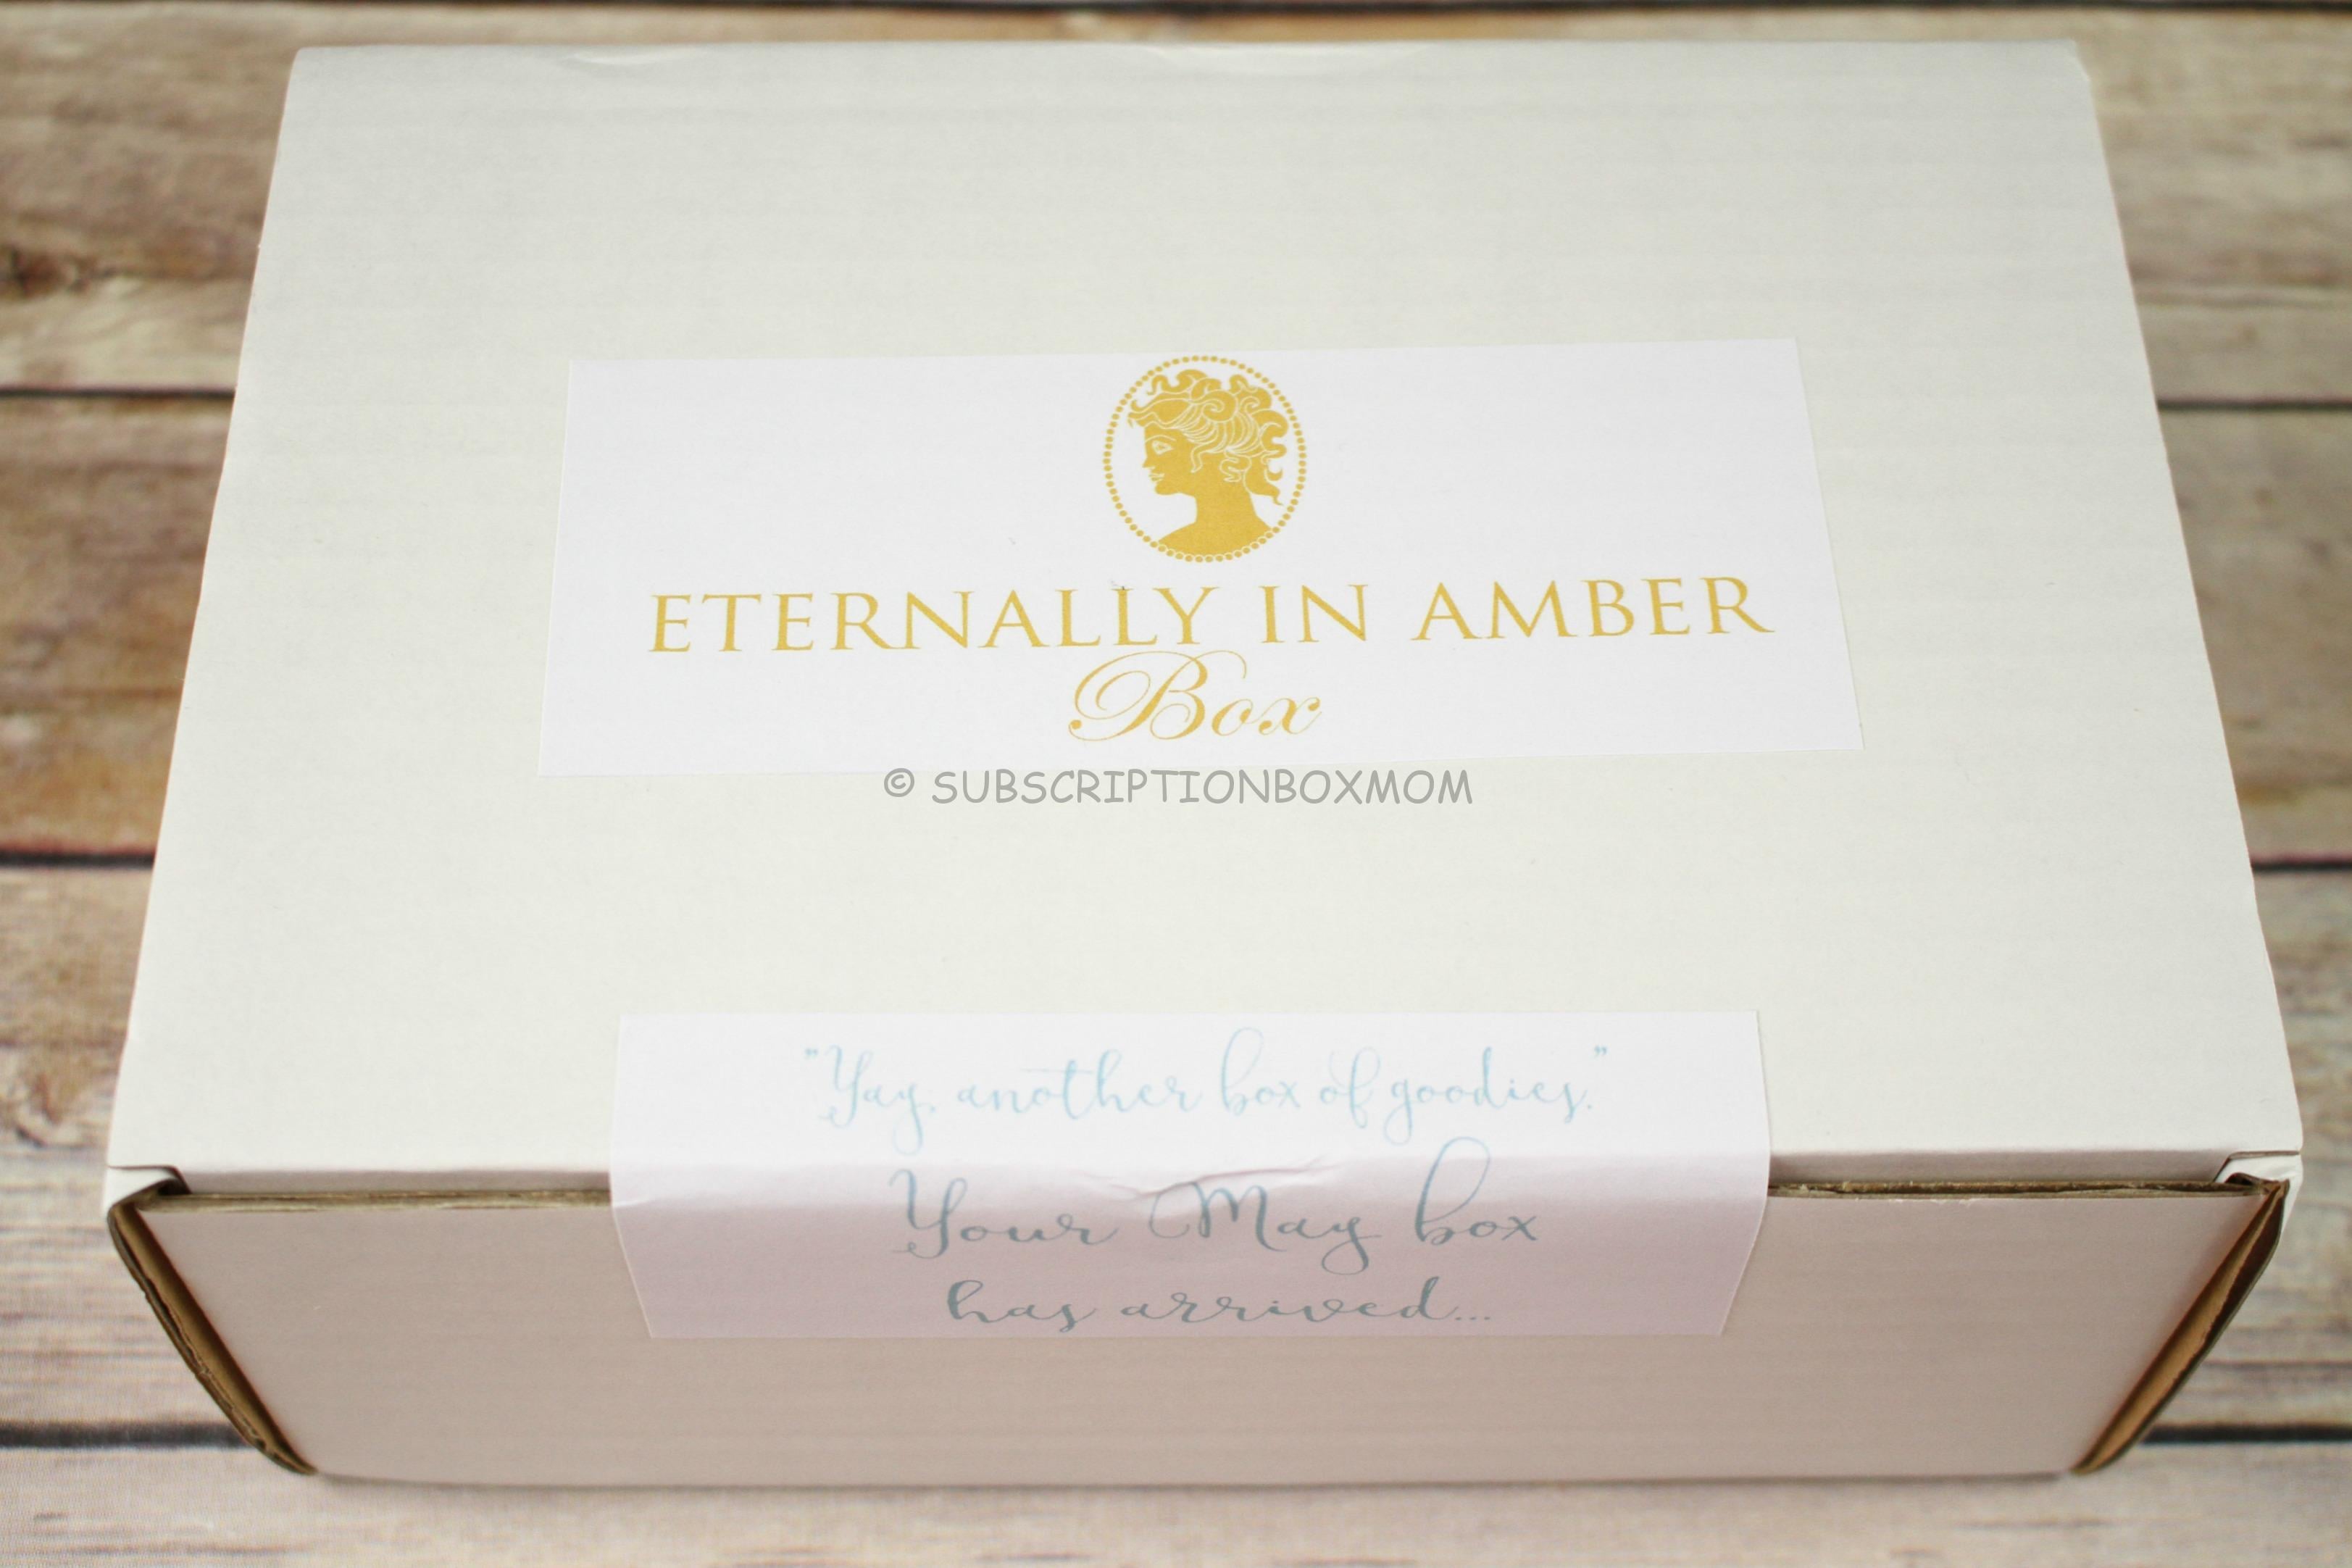 ETERNALLY IN AMBER
Box
© SUBSCRIPTIONBOXMOM
"Yay, another box of goodies."
Your May box
has arrived...